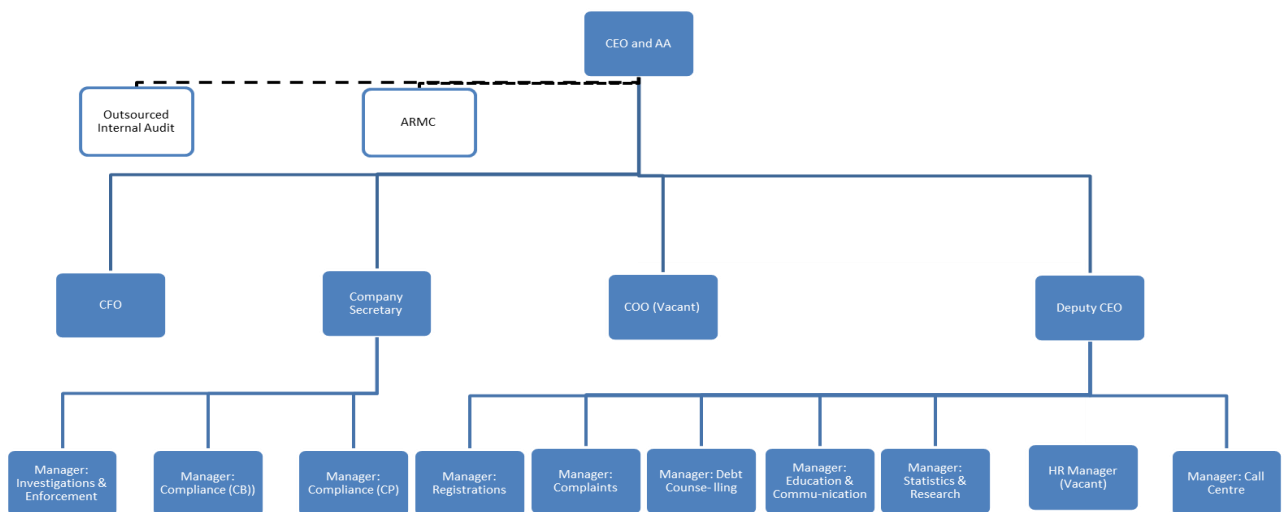 CEO and AA
Outsourced
Internal Audit
ARMC
CFO
Company
Secretary
COO (Vacant)
Deputy CEO
Manager:
Investigations &
Enforcement
Manager:
Compliance (CB))
Manager:
Compliance (CP)
Manager:
Registrations
Manager:
Complaints
Manager: Debt
Counse- lling
Manager:
Education &
Commu-nication
Manager:
Statistics &
Research
HR Manager
(Vacant)
Manager: Call
Centre